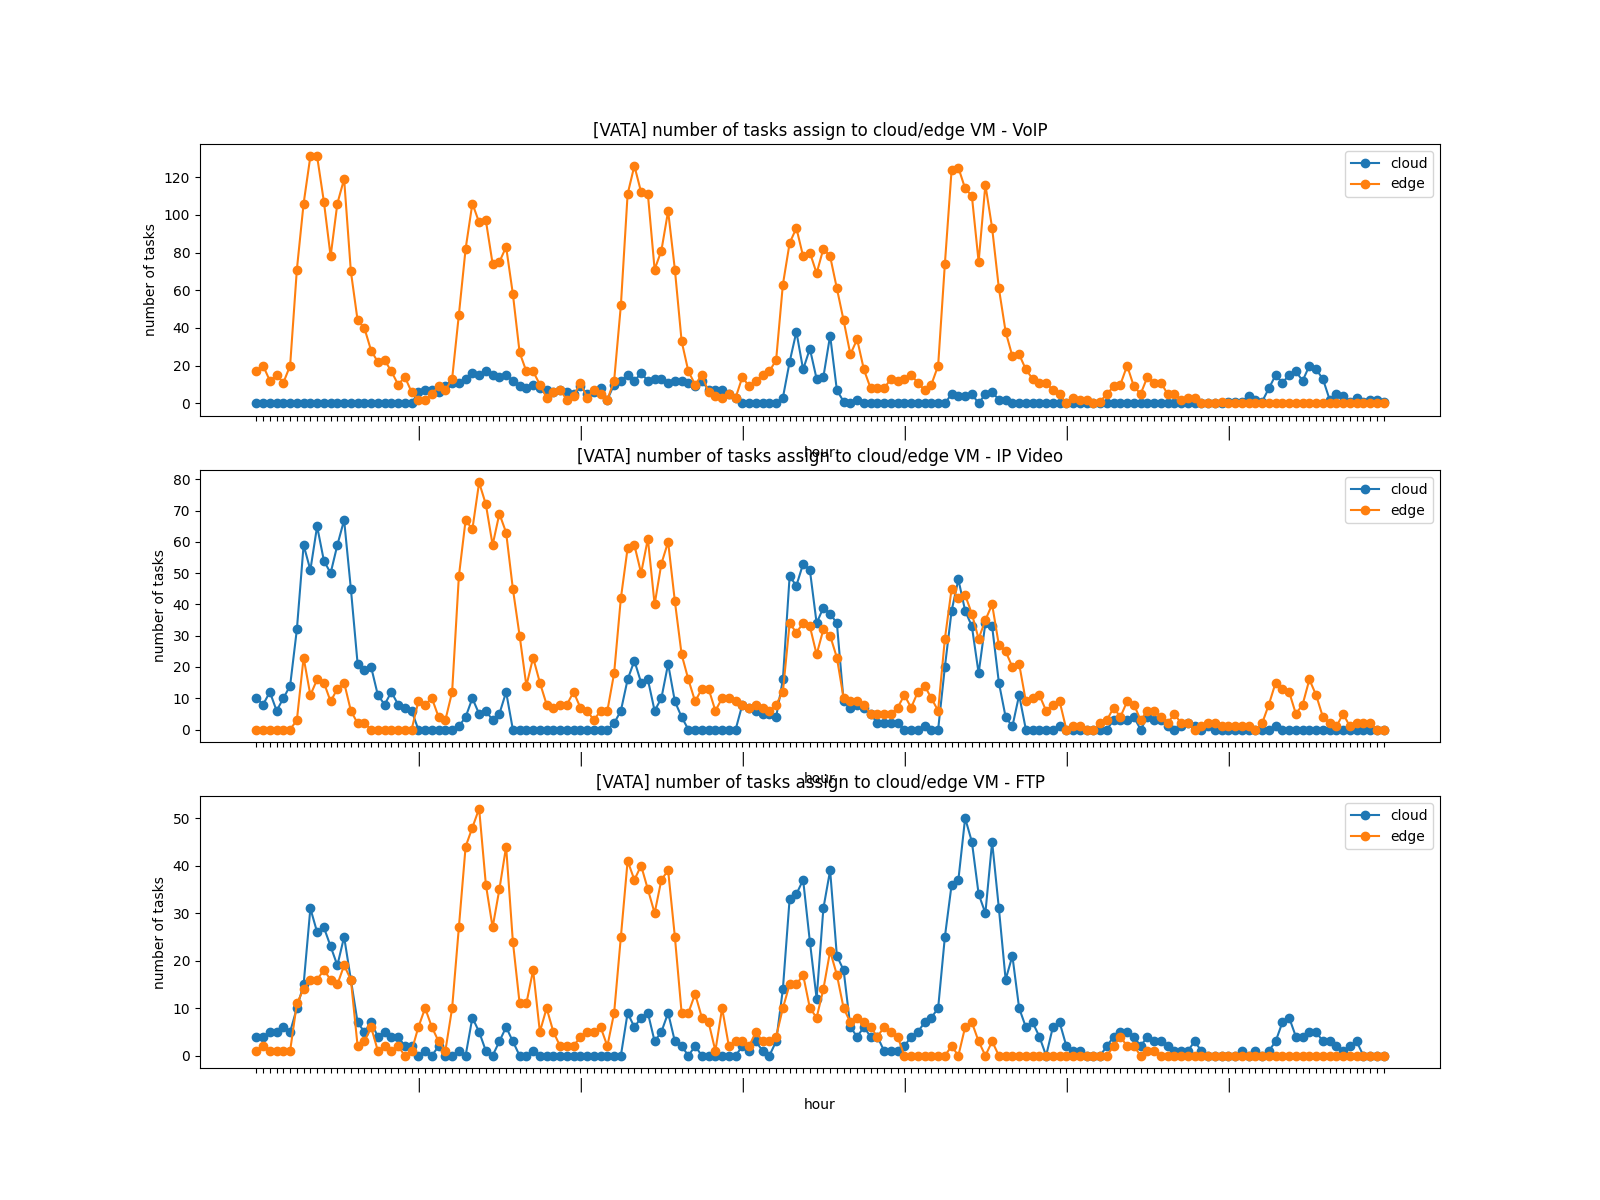 [VATA] number of tasks assign to cloud/edge VM - VoIP
cloud
edge
number of tasks
120
100
80
60
40
20
0
hour
[VATA] number of tasks assign to cloud/edge VM - IP Video
cloud
edge
number of tasks
80
70
60
50
40
30
20
10
0
hour
[VATA] number of tasks assign to cloud/edge VM - FTP
cloud
edge
number of tasks
50
40
30
20
10
0
hour